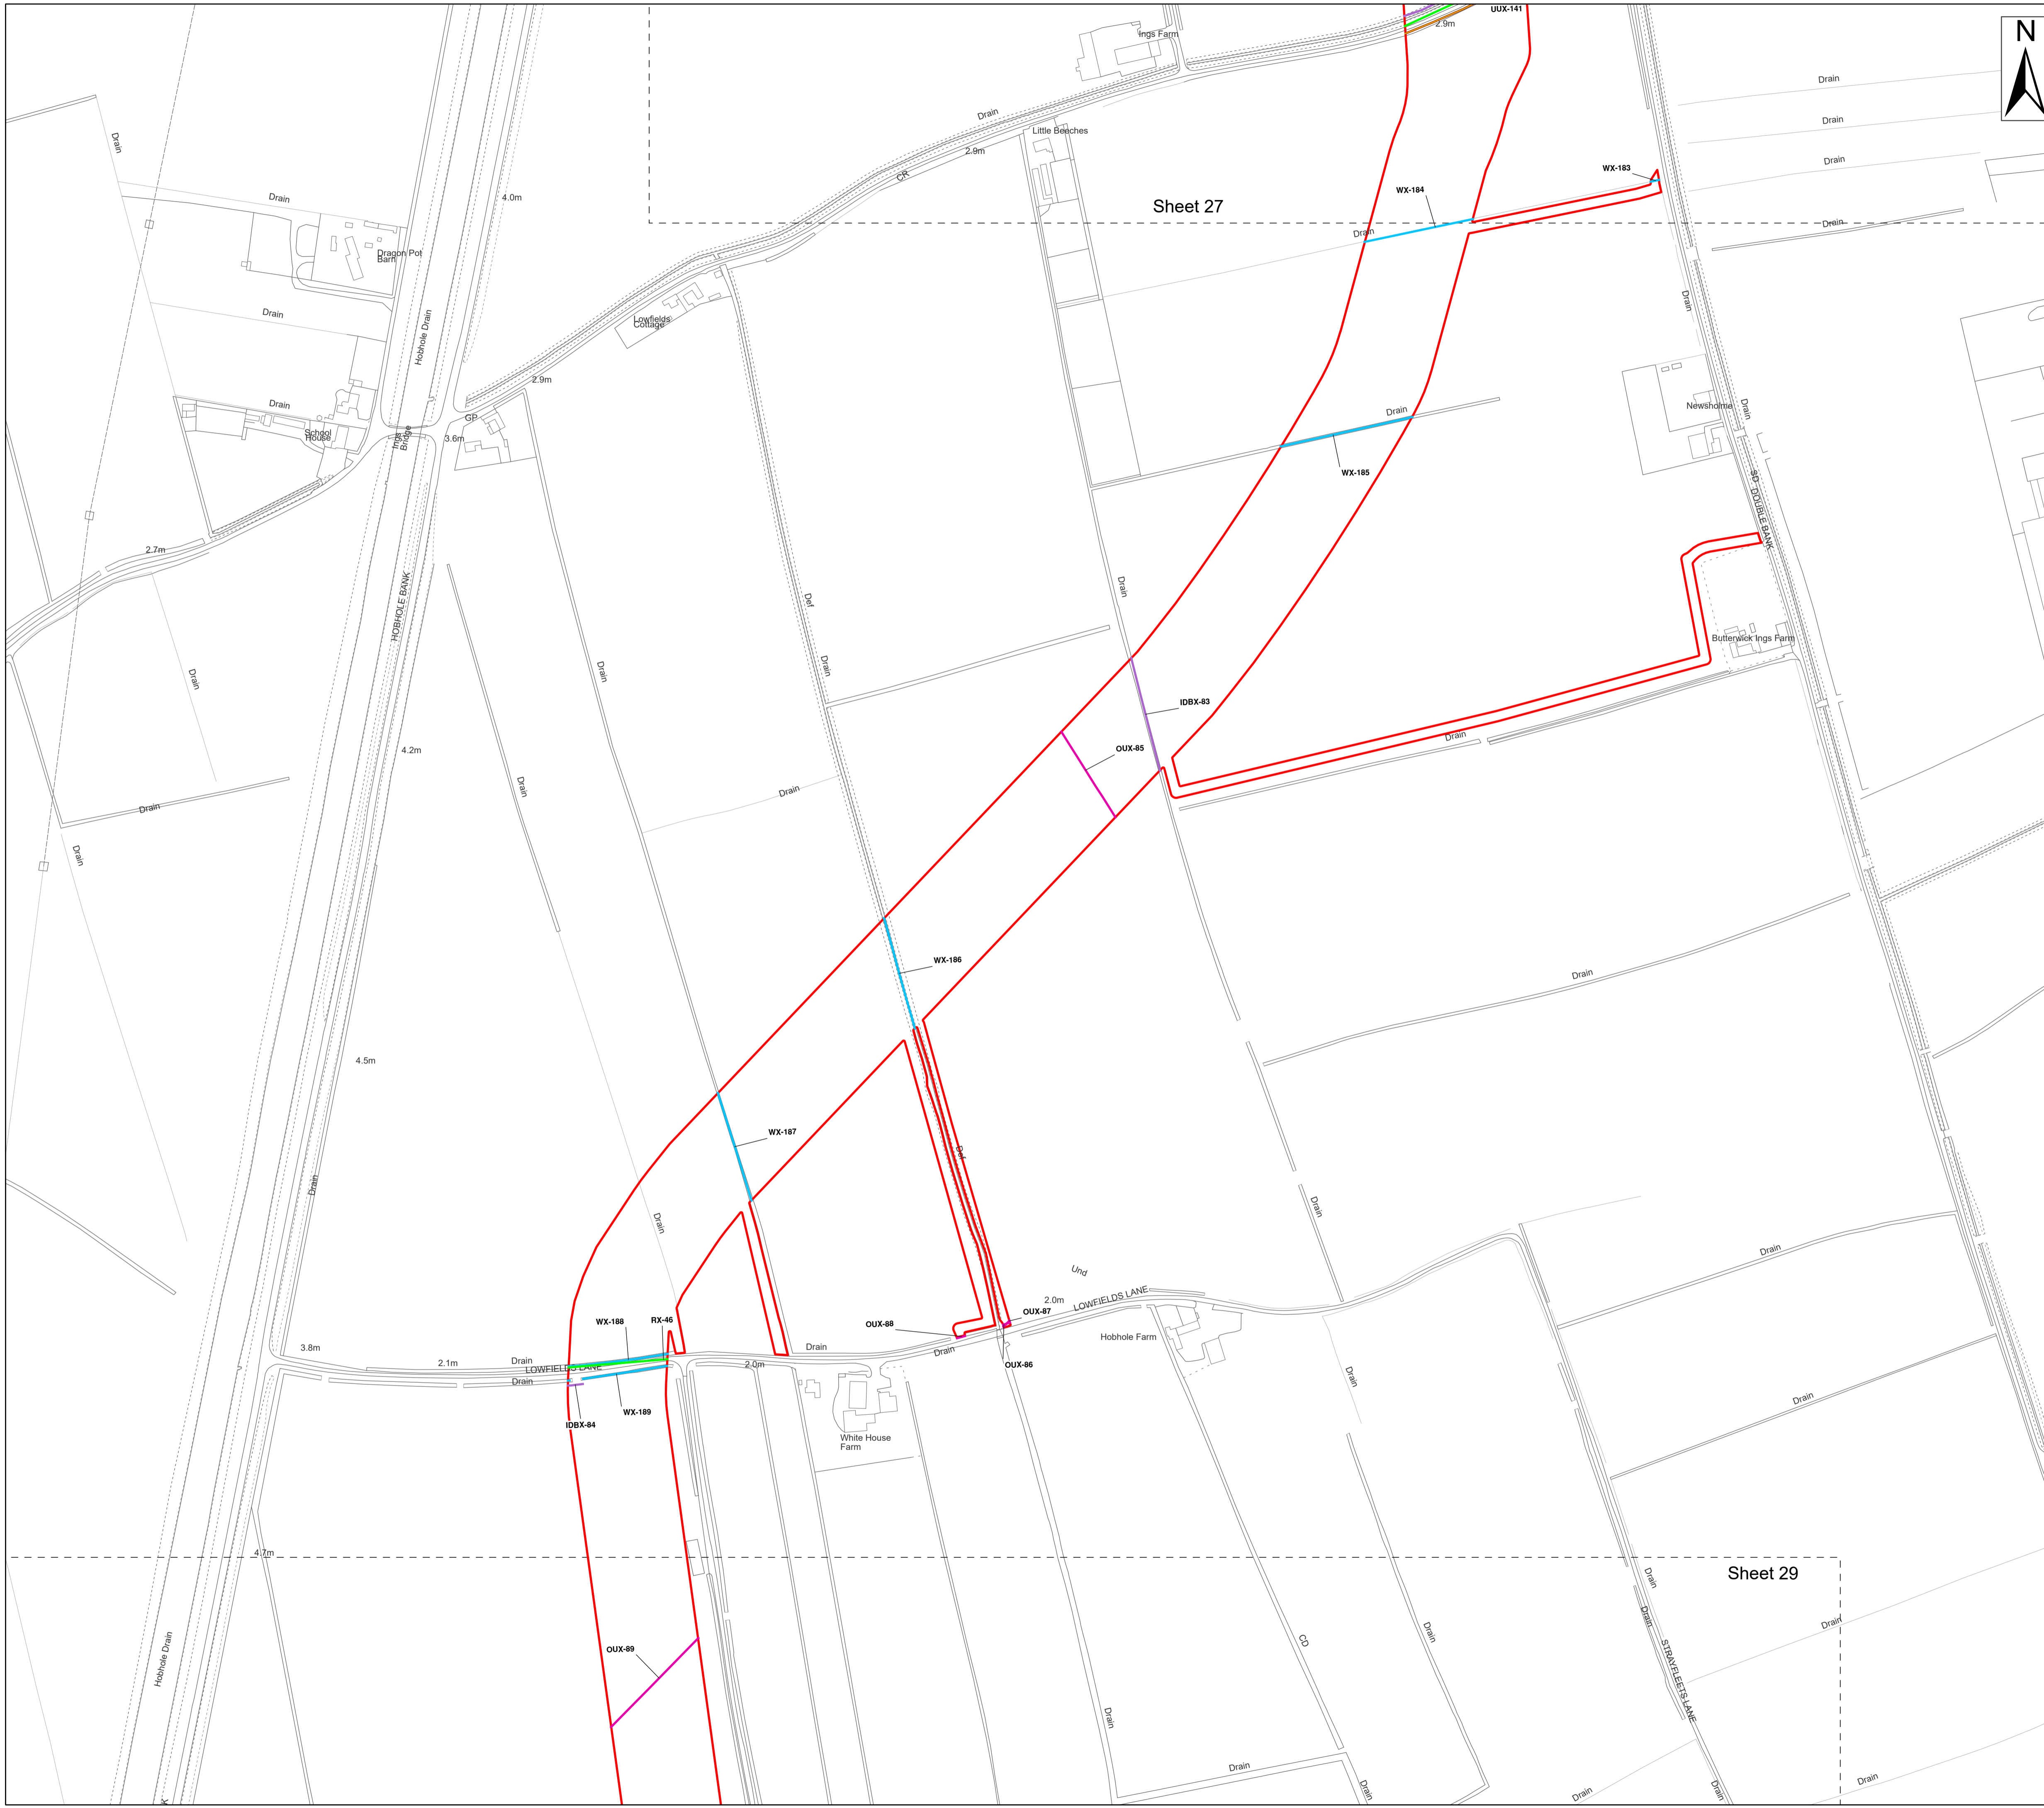 UUX-141
2.9m
Ings Farm
N
Drain
Drain
Drain
Little Beeches
2.9m
CR
Drain
Drain
WX-183
WX-184
Drain
4.0m
Sheet 27
Drain
Drain
Dragon Pot
Barn
Hobhole Drain
Drain
Drain
Lowfields
Cottage
2.9m
Drain
School
House
Ings
Bridge
GP
3.6m
Drain
WX-185
Newsholme
Drain
SD
DOUBLE BANK
2.7m
HOBHOLE BANK
Def
Drain
Drain
Drain
Drain
Butterwick Ings Farm
IDBX-83
Drain
OUX-85
4.2m
Drain
Drain
Drain
Drain
WX-186
Drain
4.5m
WX-187
Def
Drain
Drain
Drain
Drain
Und
2.0m
LOWFIELDS LANE
OUX-87
OUX-88
WX-188
RX-46
Hobhole Farm
3.8m
Drain
Drain
Drain
2.1m
LOWFIELDS LANE
2.0m
OUX-86
Drain
Drain
IDBX-84
WX-189
Drain
White House
Farm
4.7m
Sheet 29
Drain
Drain
Drain
Drain
CD
OUX-89
Hobhole Drain
STRAYFLEETS LANE
Drain
Drain
Drain
Drain
Drain
Drain
K